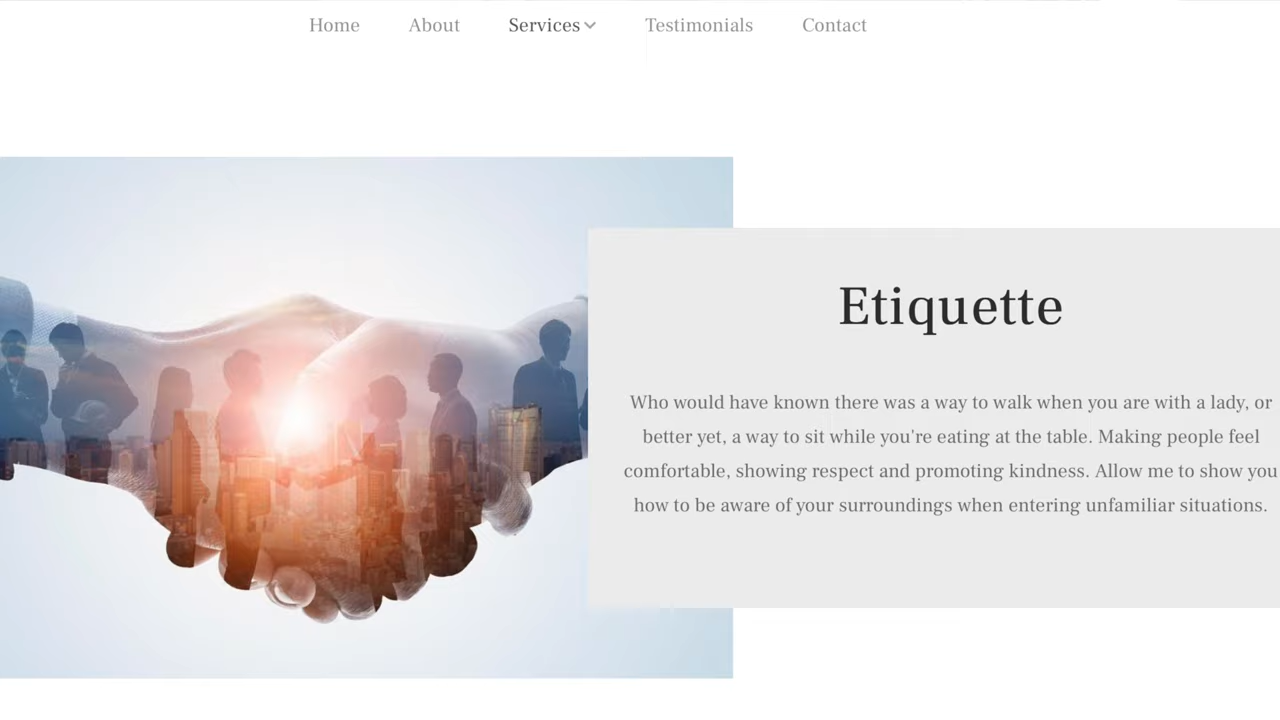 Home About Services Testimonials Contact
Etiquette
Who would have known there was a way to walk when you are with a lady, or
better yet, a way to sit while you're eating at the table. Making people feel
comfortable, showing respect and promoting kindness. Allow me to show you
how to be aware of your surroundings when entering unfamiliar situations.